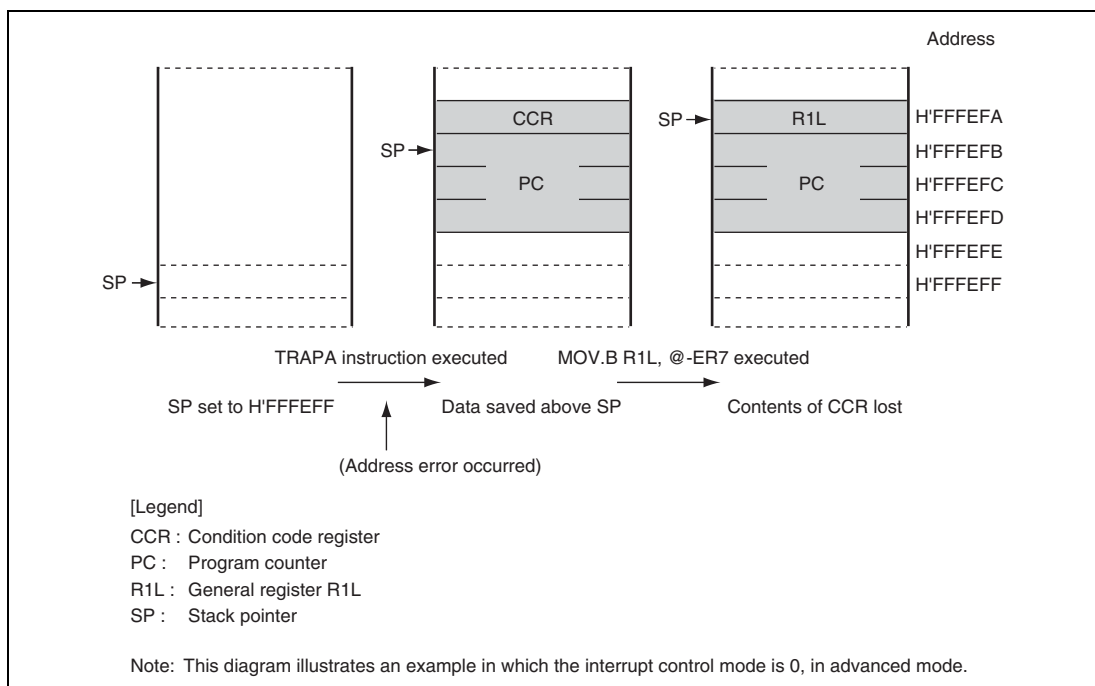 Address
CCR
SP
R1L
H'FFFEFA
SP
H'FFFEFB
PC
PC
H'FFFEFC
H'FFFEFD
H'FFFEFE
SP
H'FFFEFF
TRAPA instruction executed
MOV.B R1L, @-ER7 executed
SP set to H'FFFEFF
Data saved above SP
Contents of CCR lost
(Address error occurred)
[Legend]
CCR : Condition code register
PC : Program counter
R1L : General register R1L
SP : Stack pointer
Note: This diagram illustrates an example in which the interrupt control mode is 0, in advanced mode.